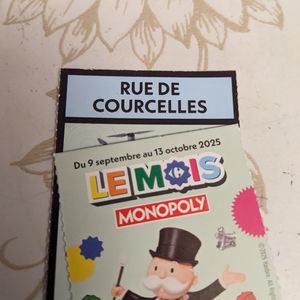 RUE DE
COURCELLES
Du 9 septembre au 13 octobre 2025
LE MOIS
MONOPOLY